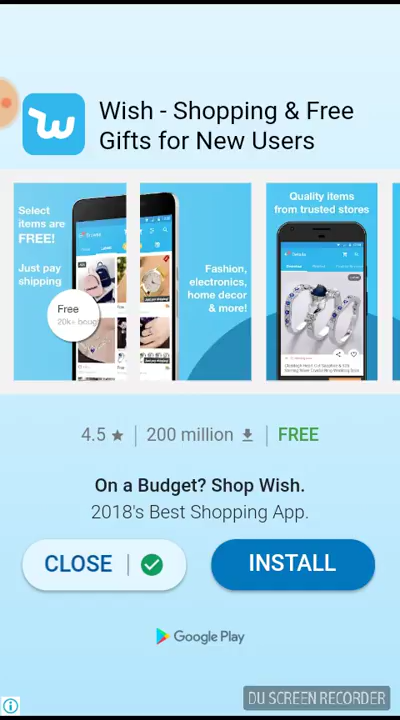 Wish - Shopping & Free
Gifts for New Users
Select
items are
FREE!
Just pay
shipping
Free
20k+ boug
Fashion,
electronics,
home decor
& more!
Quality items
from trusted stores
4.5 ★ | 200 million | FREE
On a Budget? Shop Wish.
2018's Best Shopping App.
CLOSE
INSTALL
Google Play
DU SCREEN RECORDER